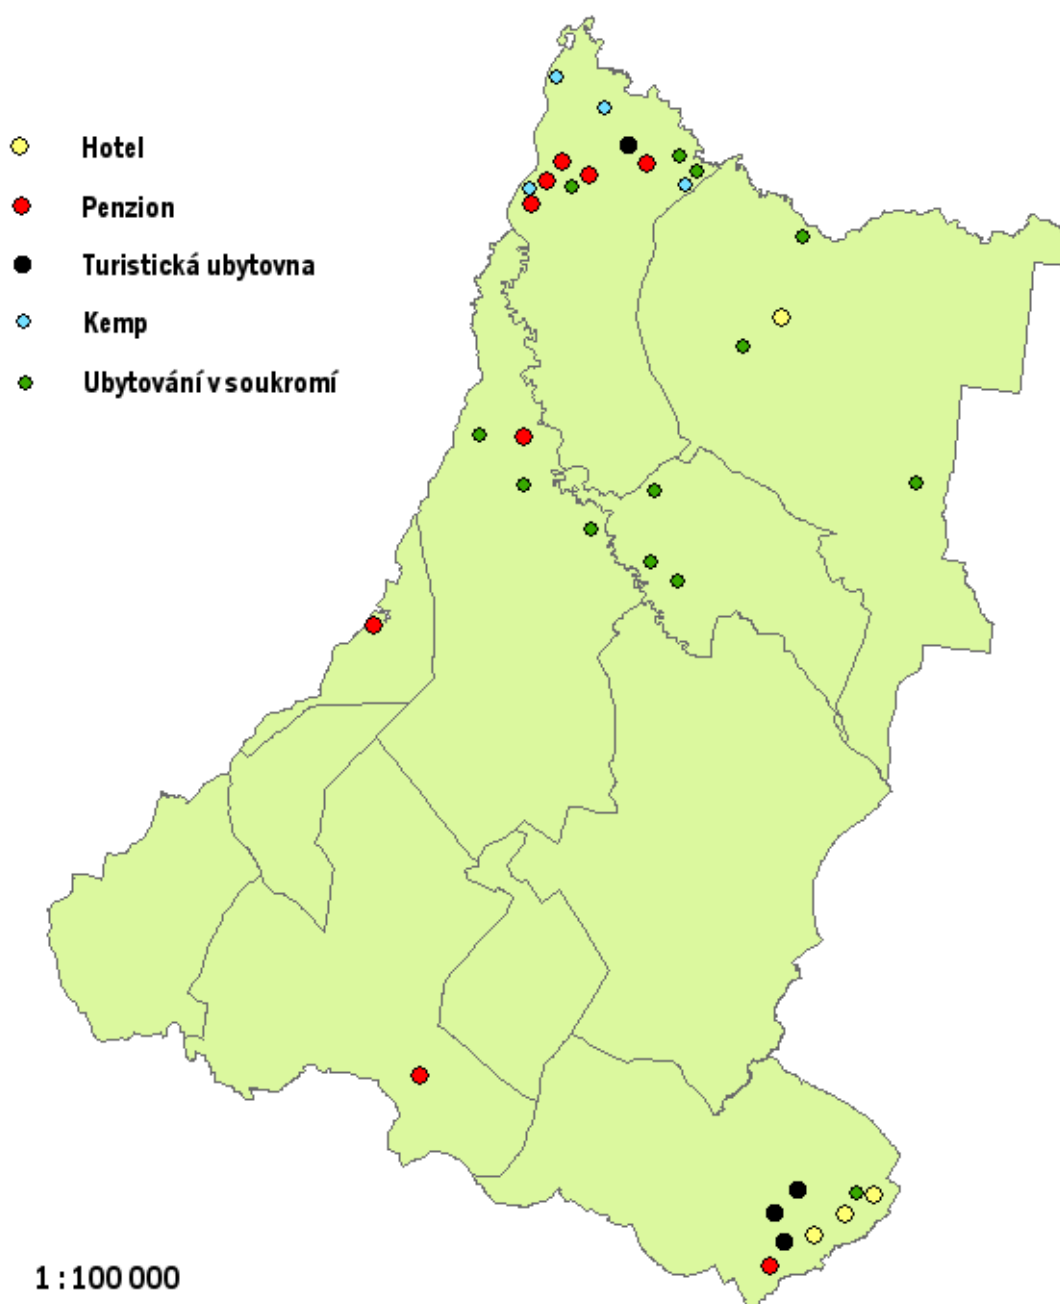 Hotel
Penzion
Turistická ubytovna
Kemp
Ubytování v soukromí
1 : 100 000